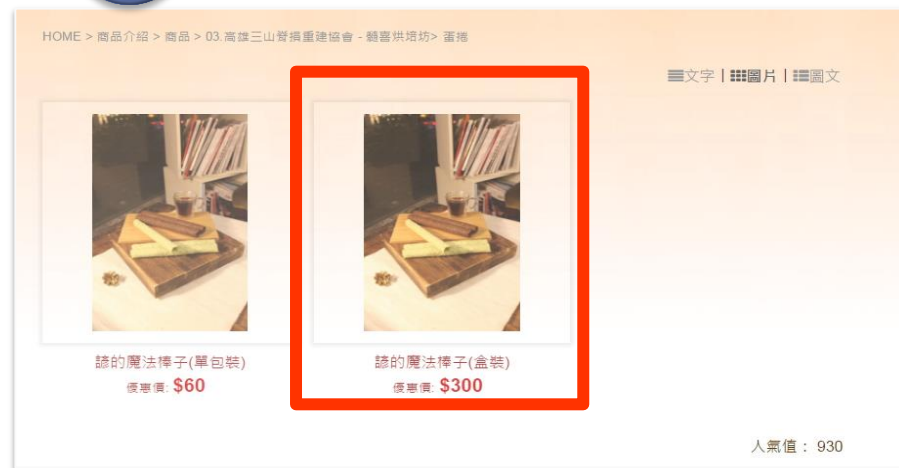 HOME > 商品介紹 > 商品 > 03.高雄三山脊損重建協會 - 囍喜烘培坊> 蛋捲
文字 | 圖片 | 圖文
諺的魔法棒子(單包裝)
諺的魔法棒子(盒裝)
優惠價: $60
優惠價: $300
人氣值： 930